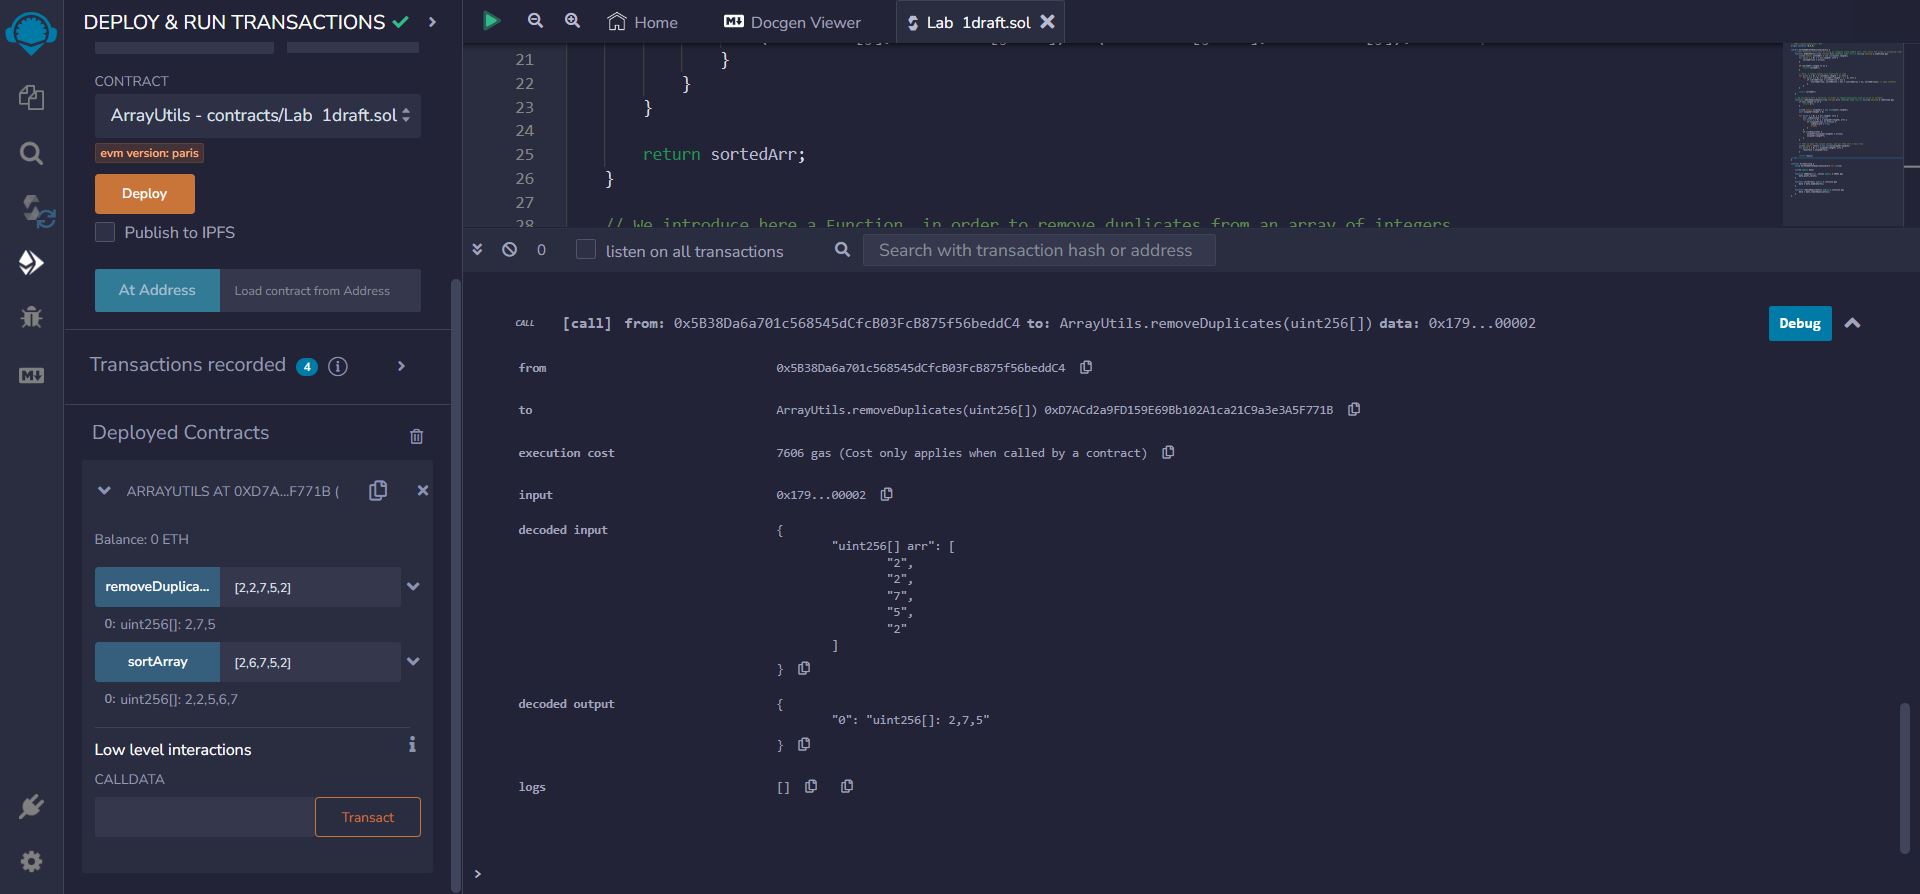 DEPLOY & RUN TRANSACTIONS
CONTRACT
ArrayUtils - contracts/Lab 1draft.sol
evm version: paris
Deploy
Publish to IPFS
At Address
Load contract from Address
Transactions recorded 4
Deployed Contracts
ARRAYUTILS AT 0XD7A...F771B (
Balance: 0 ETH
removeDuplica...
[2,2,7,5,2]
0: uint256[]: 2,7,5
sortArray
[2,6,7,5,2]
0: uint256[]: 2,2,5,6,7
Low level interactions
CALLDATA
Transact
Home
Docgen Viewer
Lab 1draft.sol
21 }
22 }
23 }
24
25 return sortedArr;
26 }
27
28 // We introduce here a Function, in order to remove duplicates from an array of integers
0
listen on all transactions
Search with transaction hash or address
CALL [call] from: 0x5B38Da6a701c568545dCfcB03FcB875f56beddC4 to: ArrayUtils.removeDuplicates(uint256[]) data: 0x179...00002
Debug
from 0x5B38Da6a701c568545dCfcB03FcB875f56beddC4
to ArrayUtils.removeDuplicates(uint256[]) 0xD7ACd2a9FD159E69Bb102A1ca21C9a3e3A5F771B
execution cost 7606 gas (Cost only applies when called by a contract)
input 0x179...00002
decoded input {
"uint256[] arr": [
"2",
"2",
"7",
"5",
"2"
]
}
decoded output {
"0": "uint256[]: 2,7,5"
}
logs []
>